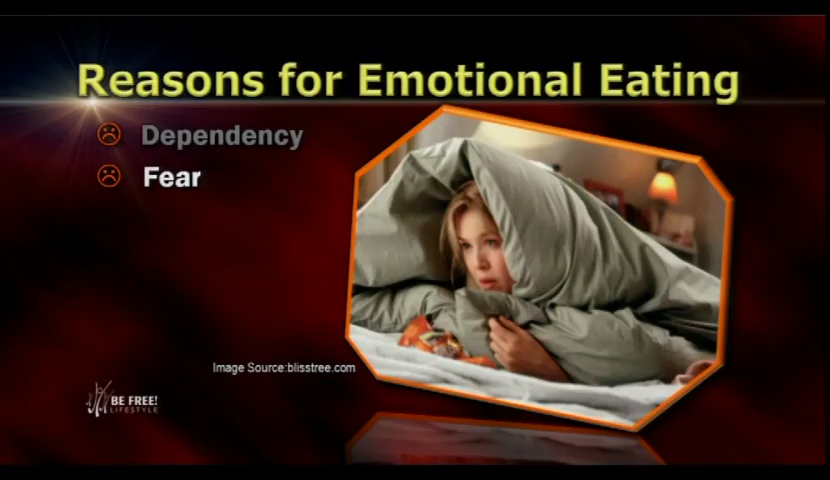 Reasons for Emotional Eating
Dependency
Fear
Image Source:blisstree.com
BE FREE!
LIFESTYLE